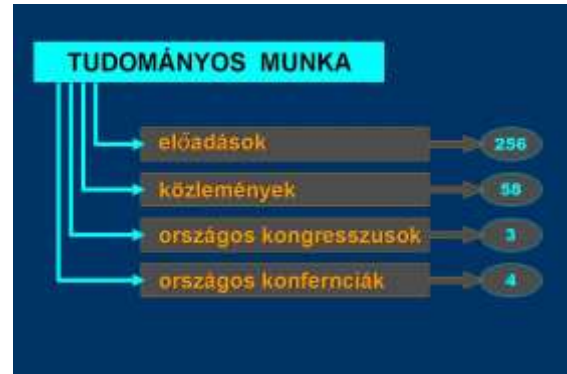 TUDOMÁNYOS MUNKA
előadások 256
közlemények 58
országos kongresszusok 3
országos konfernciák 4